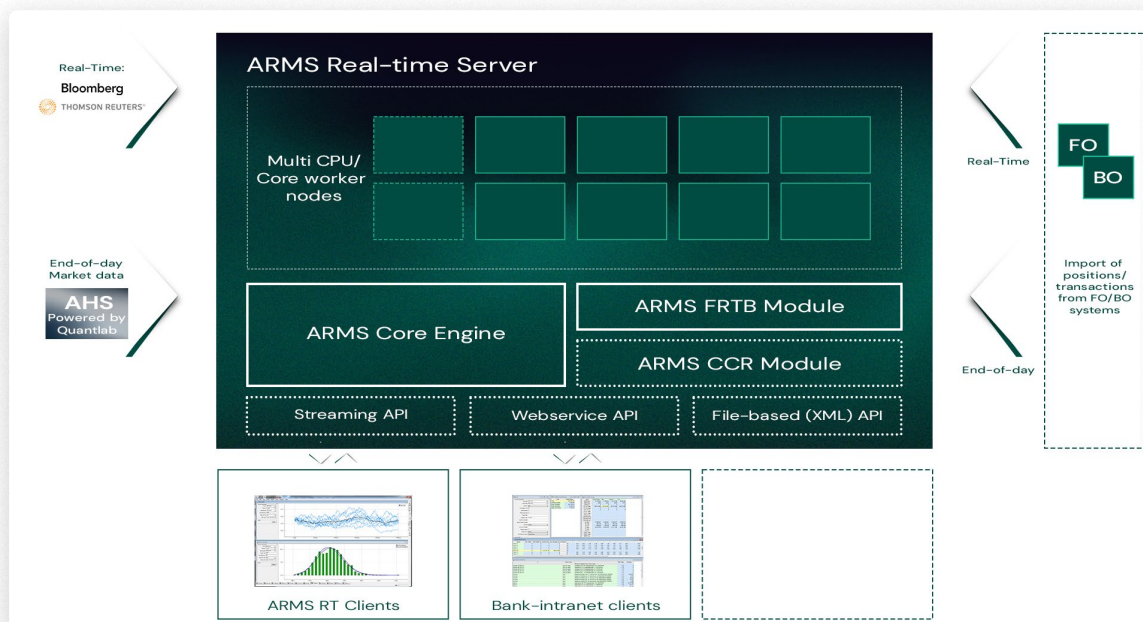 Real-Time:
Bloomberg
THOMSON REUTERS
End-of-day
Market data
AHS
Powered by
Quantlab
ARMS Real-time Server
Multi CPU/
Core worker
nodes
ARMS Core Engine
ARMS FRTB Module
ARMS CCR Module
Streaming API
Webservice API
File-based (XML) API
Real-Time
End-of-day
FO
BO
Import of
positions/
transactions
from FO/BO
systems
ARMS RT Clients
Bank-intranet clients